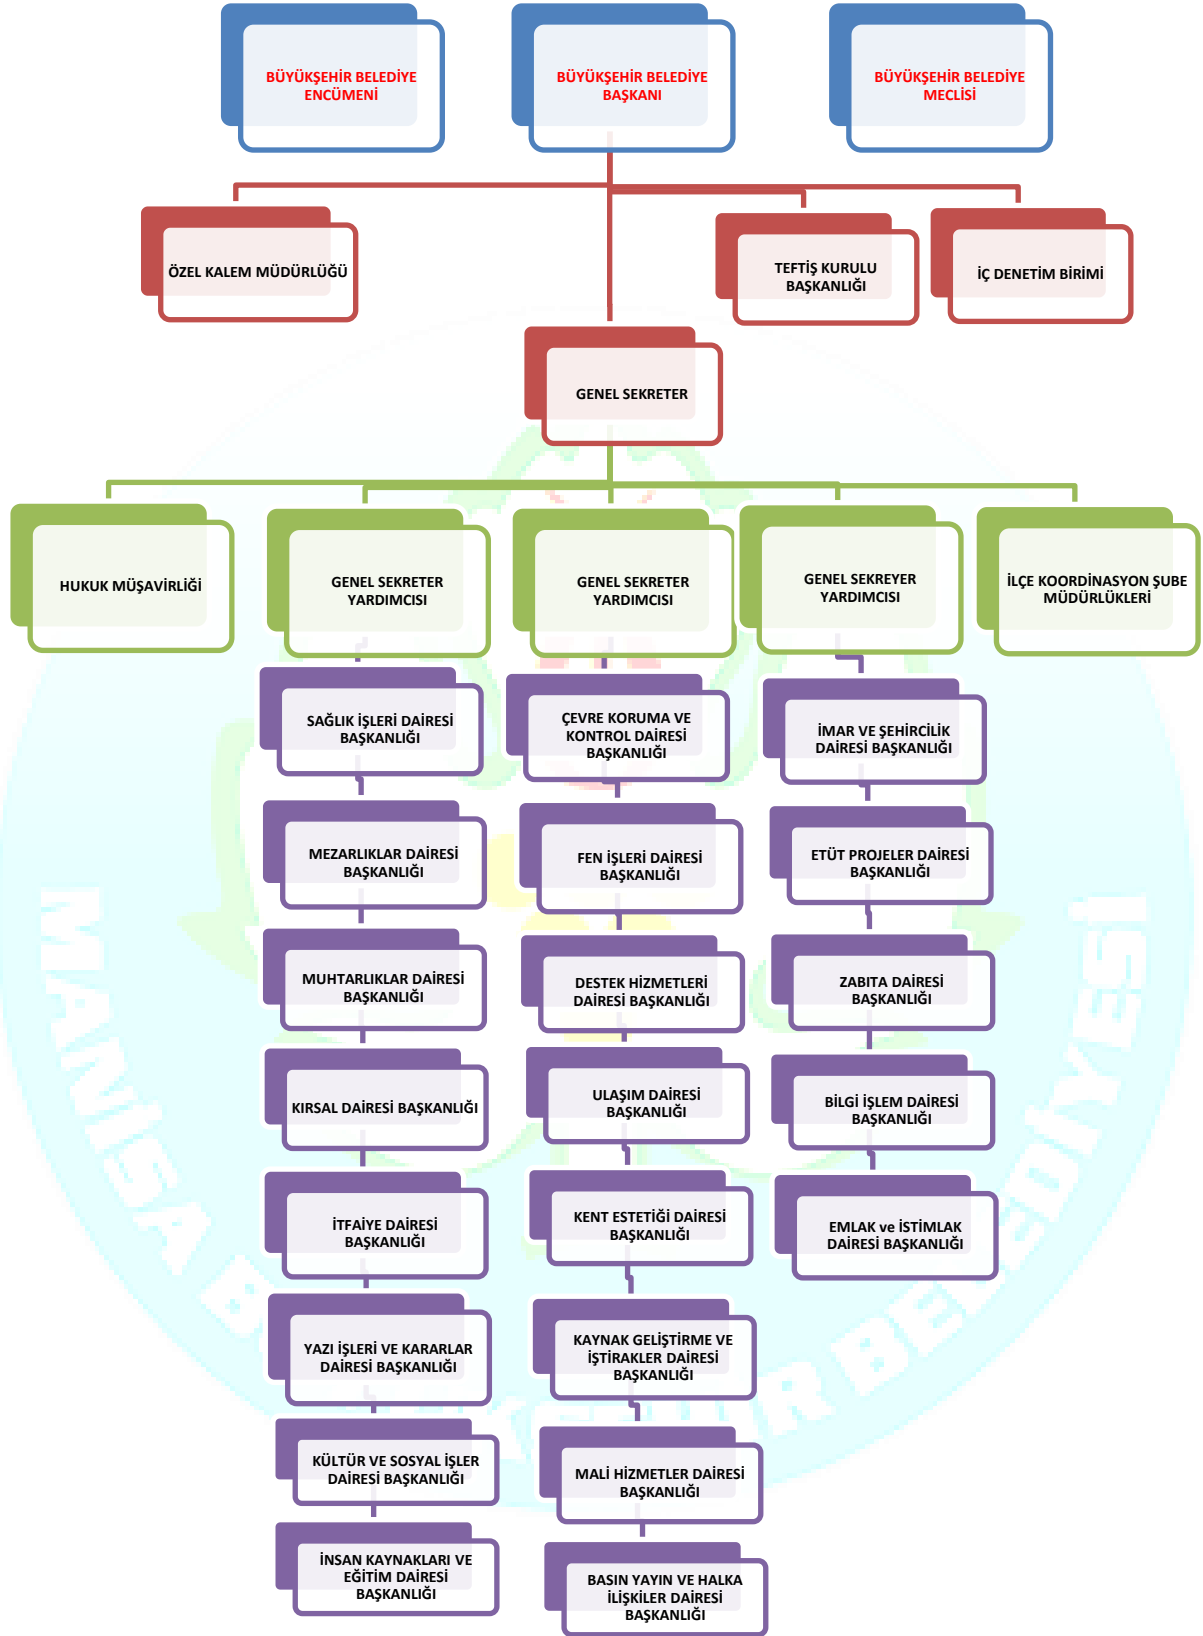 BÜYÜKŞEHİR BELEDİYE
ENCÜMENİ
BÜYÜKŞEHİR BELEDİYE
BAŞKANI
BÜYÜKŞEHİR BELEDİYE
MECLİSİ
ÖZEL KALEM MÜDÜRLÜĞÜ
TEFTİŞ KURULU
BAŞKANLIĞI
İÇ DENETİM BİRİMİ
GENEL SEKRETER
HUKUK MÜŞAVİRLİĞİ
GENEL SEKRETER
YARDIMCISI
GENEL SEKRETER
YARDIMCISI
GENEL SEKREYER
YARDIMCISI
İLÇE KOORDİNASYON ŞUBE
MÜDÜRLÜKLERİ
SAĞLIK İŞLERİ DAİRESİ
BAŞKANLIĞI
MEZARLIKLAR DAİRESİ
BAŞKANLIĞI
MUHTARLIKLAR DAİRESİ
BAŞKANLIĞI
KIRSAL DAİRESİ BAŞKANLIĞI
İTFAİYE DAİRESİ
BAŞKANLIĞI
YAZI İŞLERİ VE KARARLAR
DAİRESİ BAŞKANLIĞI
KÜLTÜR VE SOSYAL İŞLER
DAİRESİ BAŞKANLIĞI
İNSAN KAYNAKLARI VE
EĞİTİM DAİRESİ
BAŞKANLIĞI
ÇEVRE KORUMA VE
KONTROL DAİRESİ
BAŞKANLIĞI
FEN İŞLERİ DAİRESİ
BAŞKANLIĞI
DESTEK HİZMETLERİ
DAİRESİ BAŞKANLIĞI
ULAŞIM DAİRESİ
BAŞKANLIĞI
KENT ESTETİĞİ DAİRESİ
BAŞKANLIĞI
KAYNAK GELİŞTİRME VE
İŞTİRAKLER DAİRESİ
BAŞKANLIĞI
MALİ HİZMETLER DAİRESİ
BAŞKANLIĞI
BASIN YAYIN VE HALKA
İLİŞKİLER DAİRESİ
BAŞKANLIĞI
İMAR VE ŞEHİRCİLİK
DAİRESİ BAŞKANLIĞI
ETÜT PROJELER DAİRESİ
BAŞKANLIĞI
ZABITA DAİRESİ
BAŞKANLIĞI
BİLGİ İŞLEM DAİRESİ
BAŞKANLIĞI
EMLAK ve İSTİMLAK
DAİRESİ BAŞKANLIĞI
MANİSA BELEDİYESİ